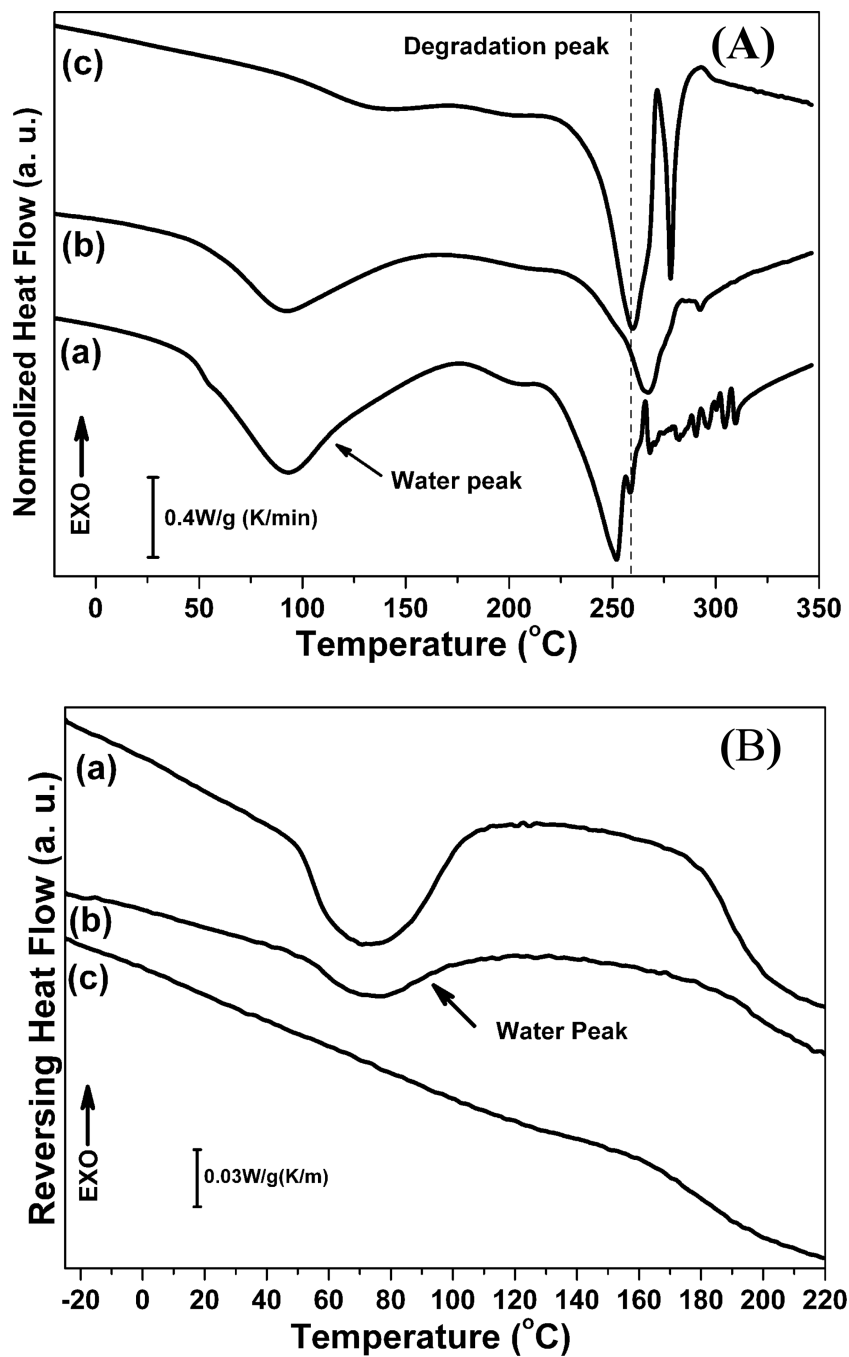 (A)
Degradation peak
(c)
(b)
(a)
Water peak
EXO
0.4W/g (K/min)
Normolized Heat Flow (a. u.)
0 50 100 150 200 250 300 350
Temperature (°C)
(B)
(a)
(b)
(c)
Water Peak
EXO
0.03W/g(K/m)
Reversing Heat Flow (a. u.)
-20 0 20 40 60 80 100 120 140 160 180 200 220
Temperature (°C)